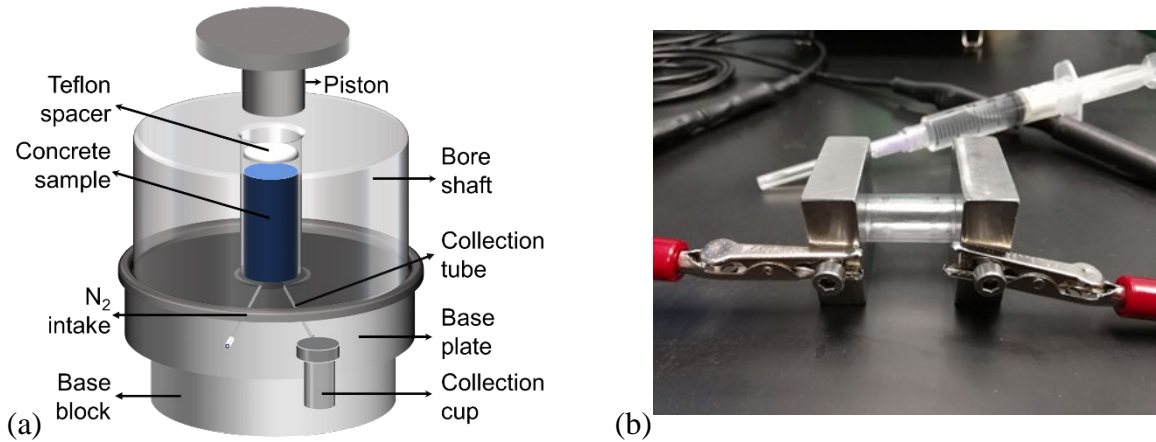 (a)
Teflon
spacer
Piston
Concrete
sample
Bore
shaft
Collection
tube
N2
intake
Base
plate
Base
block
Collection
cup
(b)